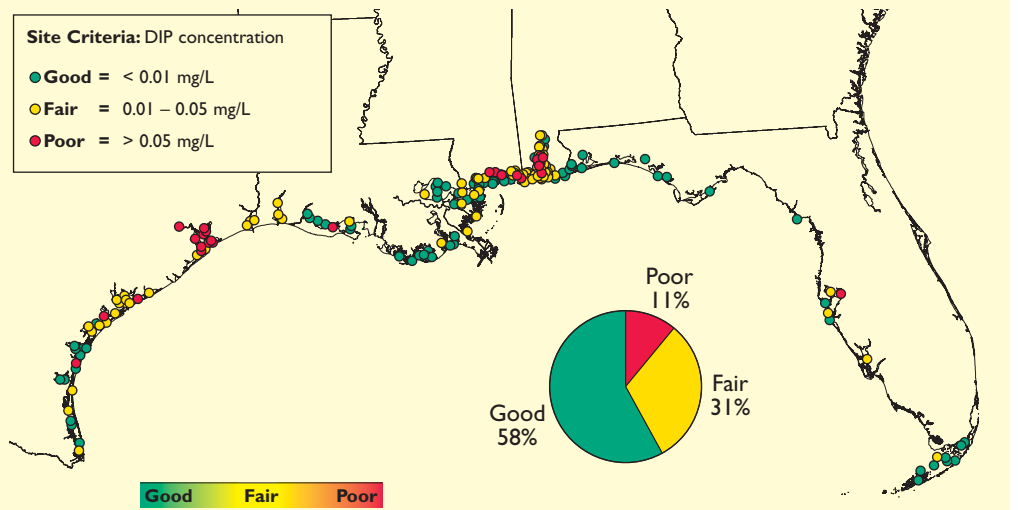 Site Criteria: DIP concentration
Good = < 0.01 mg/L
Fair = 0.01 – 0.05 mg/L
Poor = > 0.05 mg/L
Poor
11%
Fair
31%
Good
58%
Good Fair Poor